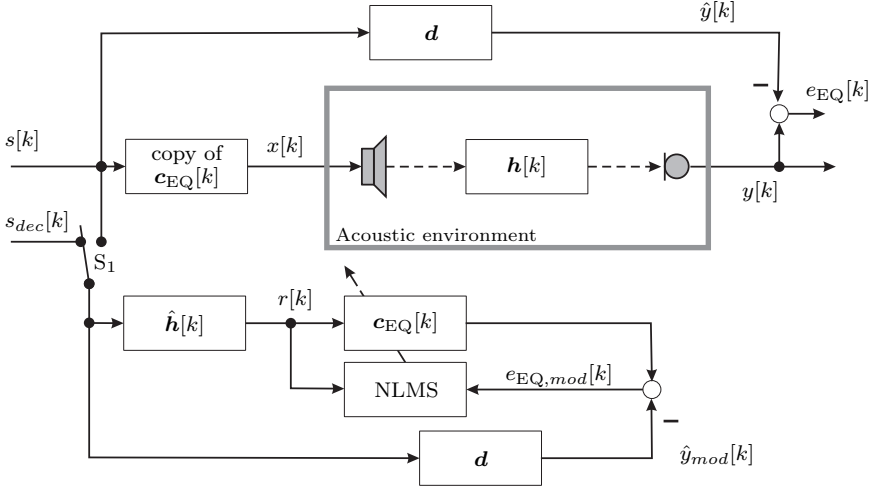 d
ŷ[k]
−
e_EQ[k]
s[k]
copy of
c_EQ[k]
x[k]
h[k]
y[k]
s_dec[k]
S_1
Acoustic environment
ĥ[k]
r[k]
c_EQ[k]
NLMS
e_EQ,mod[k]
−
d
ŷ_mod[k]